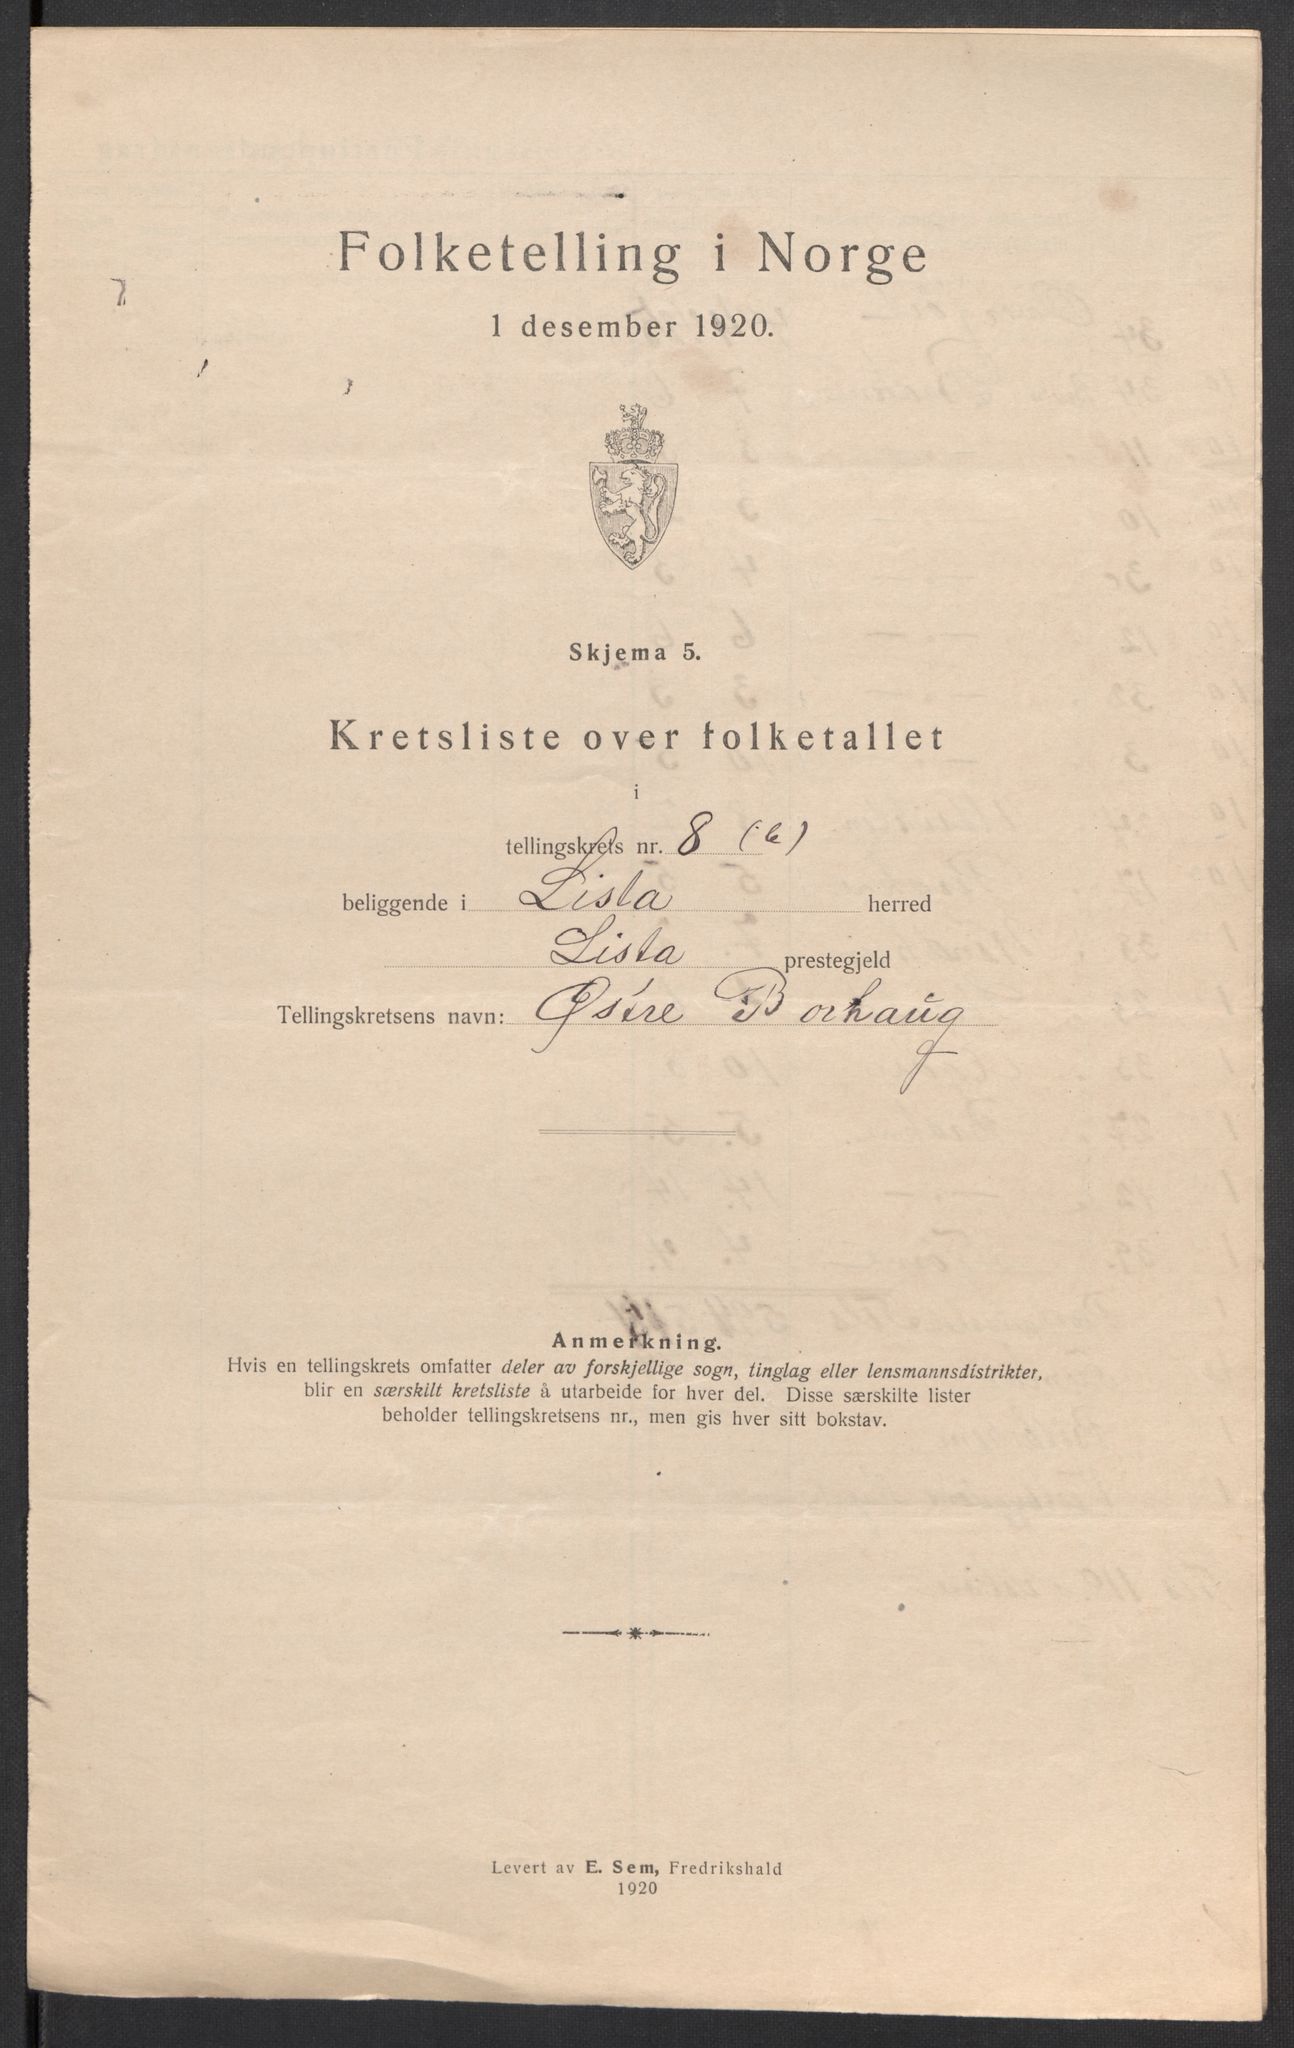 Folketelling i Norge
1 desember 1920.
Skjema 5.
Kretsliste over folketallet
i
tellingskrets nr. 8 (b)
beliggende i Lista herred
Lista prestegjeld
Tellingskretsens navn: Østre Borhaug
Anmerkning.
Hvis en tellingskrets omfatter deler av forskjellige sogn, tinglag eller lensmannsdistrikter,
blir en særskilt kretsliste å utarbeide for hver del. Disse særskilte lister
beholder tellingskretsens nr., men gis hver sitt bokstav.
Levert av E. Sem, Fredrikshald
1920